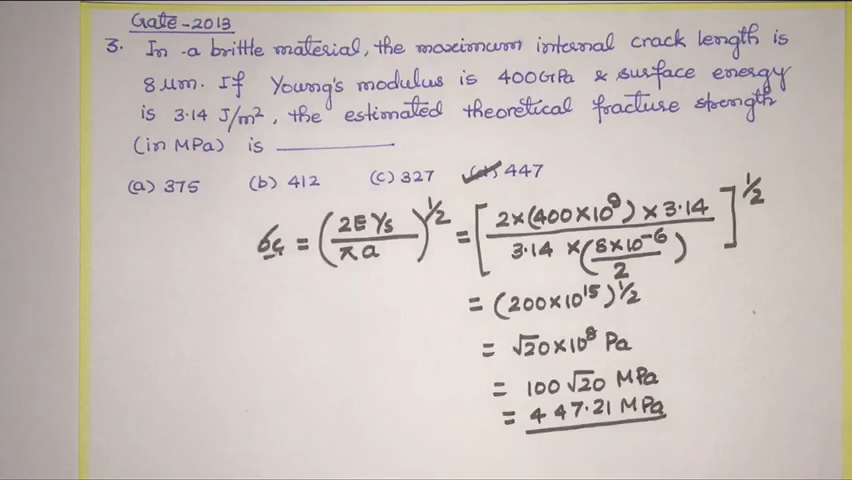 Gate-2013
3. In a brittle material, the maximum internal crack length is
8 μm. If Young's modulus is 400GPa & surface energy
is 3.14 J/m², the estimated theoretical fracture strength
(in MPa) is ________
(a) 375 (b) 412 (c) 327 (d) 447
σ_f = (2Eγs / πa)^1/2 = [2×(400×10⁹)×3.14 / 3.14×(8×10⁻⁶/2)]^1/2
= (200×10¹⁵)^1/2
= √20×10⁸ Pa
= 100√20 MPa
= 447.21 MPa